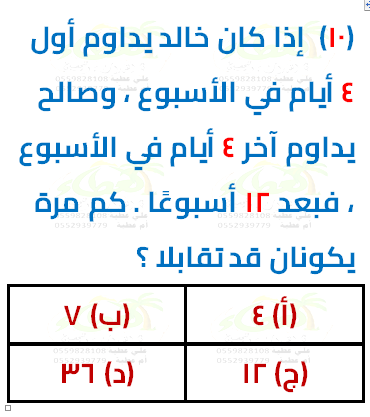 (١٠) إذا كان خالد يداوم أول
٤ أيام في الأسبوع ، وصالح
يداوم آخر ٤ أيام في الأسبوع
، فبعد ١٢ أسبوعًا . كم مرة
يكونان قد تقابلا ؟
(أ) ٤
(ب) ٧
(ج) ١٢
(د) ٣٦